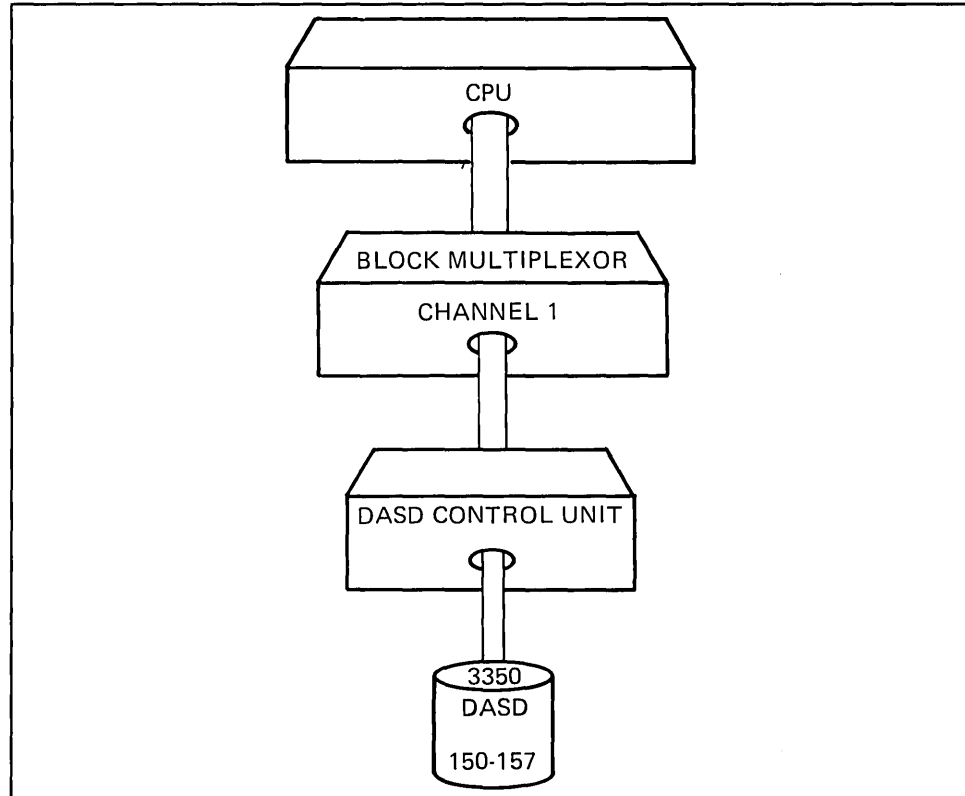 CPU
BLOCK MULTIPLEXOR
CHANNEL 1
DASD CONTROL UNIT
3350
DASD
150-157